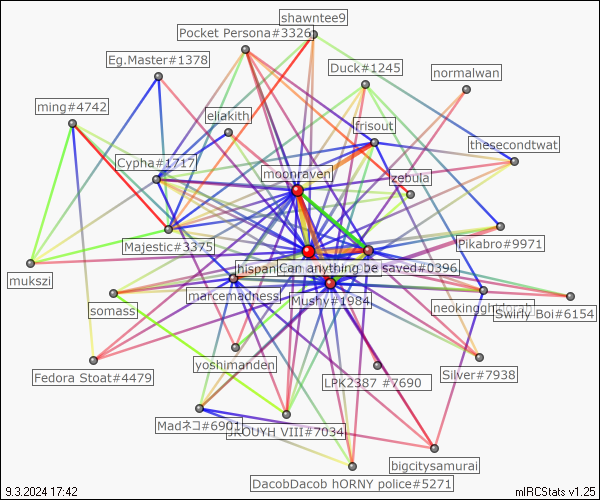 shawntee9
Pocket Persona#3326
Eg.Master#1378
Duck#1245
normalwan
ming#4742
ellakith
frisout
thesecondtwat
Cypha#1717
moonraven
zebula
Majestic#3375
Pikabro#9971
mukszi
hispan
Can anything be saved#0396
marcemadness
Mushy#1984
somass
neokingghid
Swirly Boi#6154
yoshimanden
Silver#7938
Fedora Stoat#4479
LPK2387 #7690
Madネコ#6901
JROUYH VIII#7034
bigcitysamurai
DacobDacob hORNY police#5271
9.3.2024 17:42
mIRCStats v1.25